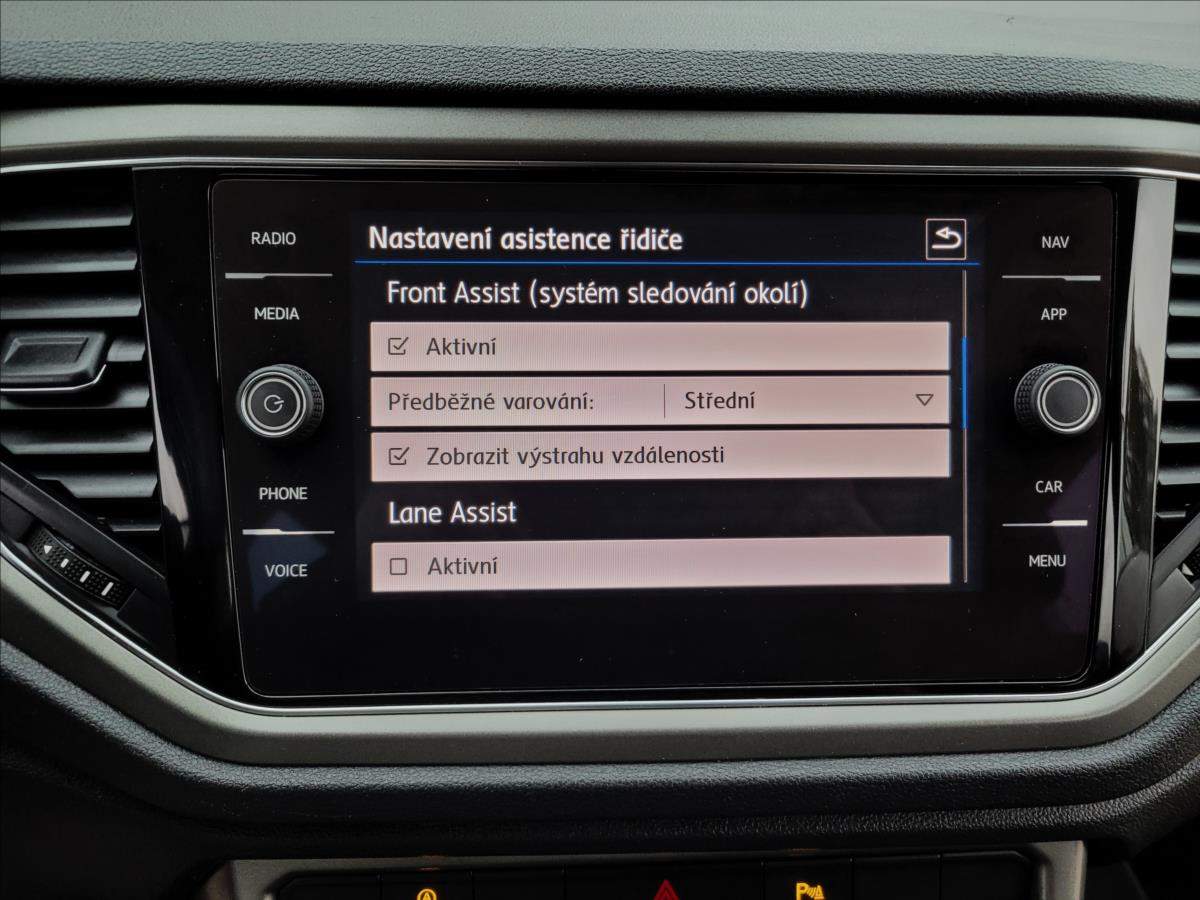 RADIO
MEDIA
PHONE
VOICE
Nastavení asistence řidiče
Front Assist (systém sledování okolí)
Aktivní
Předběžné varování: Střední
Zobrazit výstrahu vzdálenosti
Lane Assist
Aktivní
NAV
APP
CAR
MENU
A
P